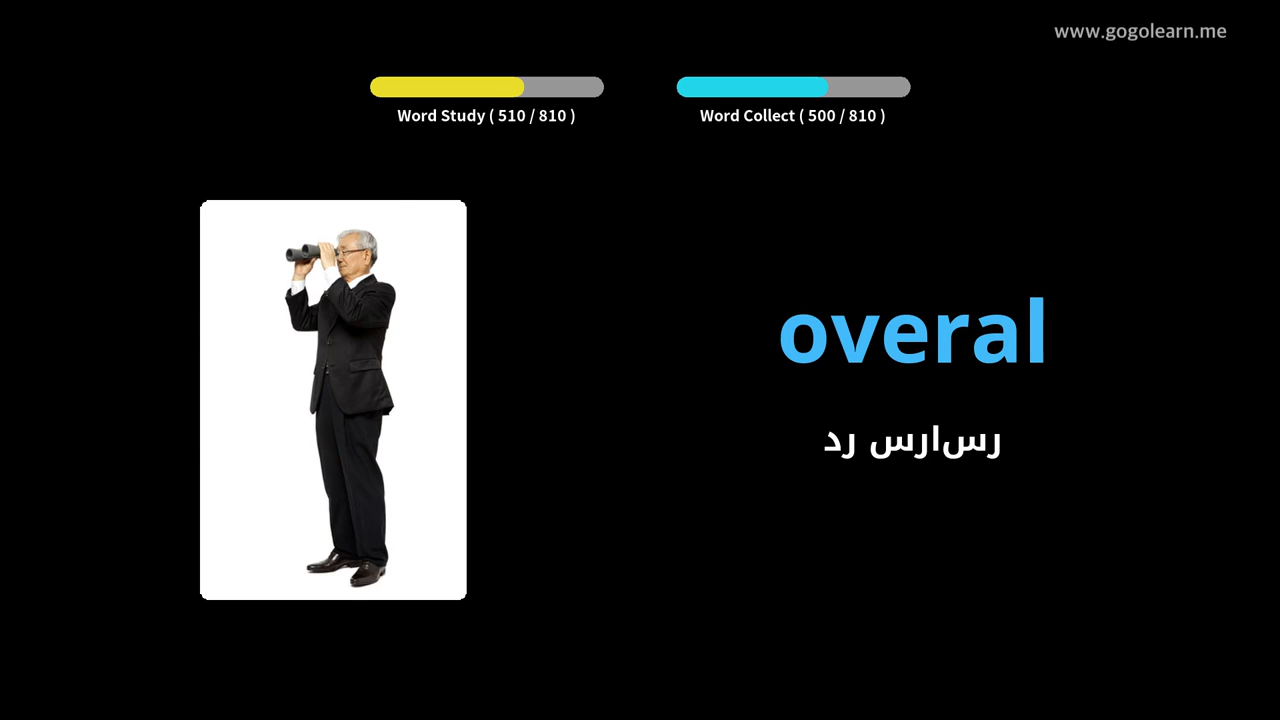 www.gogolearn.me
Word Study ( 510 / 810 )
Word Collect ( 500 / 810 )
overal
رسارس رد